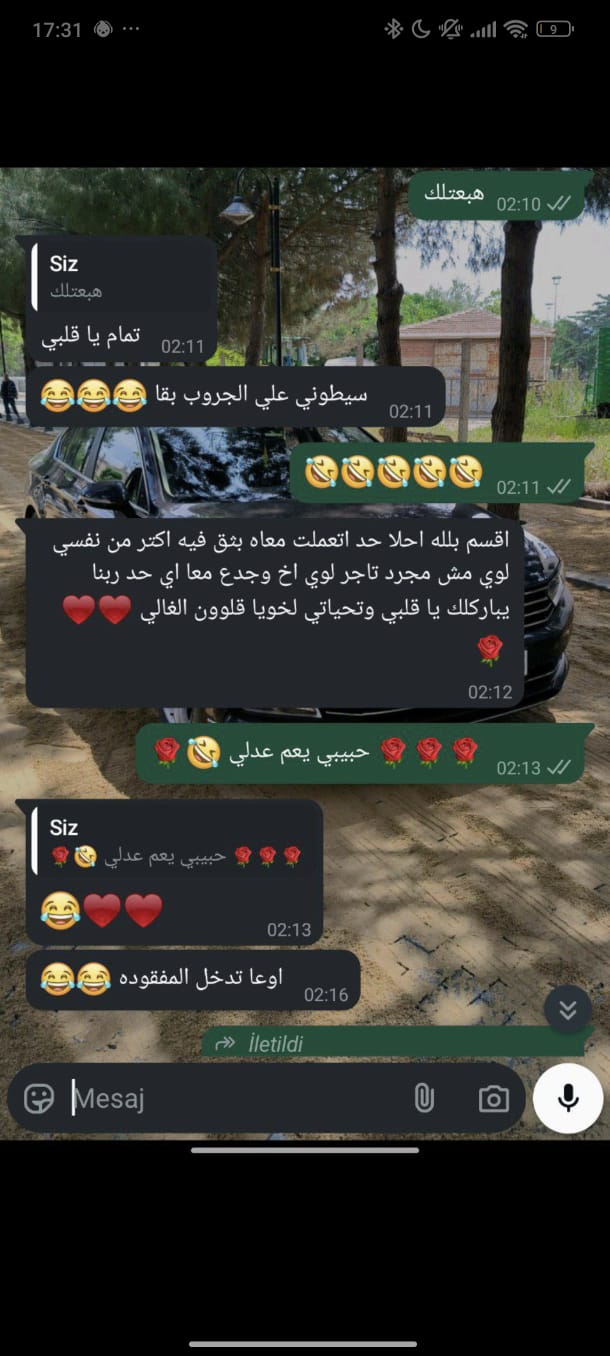 17:31
9
هبعتلك
02:10
Siz
هبعتلك
تمام يا قلبي
02:11
سيطوني علي الجروب بقا 😂😂😂
02:11
🤣🤣🤣🤣🤣
02:11
اقسم بلله احلا حد اتعملت معاه بثق فيه اكتر من نفسي
لوي مش مجرد تاجر لوي اخ وجدع معا اي حد ربنا
يباركلك يا قلبي وتحياتي لخويا قلوون الغالي ♥️♥️
🌹
02:12
🌹🌹🌹 حبيبي يعم عدلي 🤣🌹
02:13
Siz
🌹🌹🌹 حبيبي يعم عدلي 🤣🌹
😂♥️♥️
02:13
اوعا تدخل المفقوده 😂😂
02:16
İletildi
Mesaj